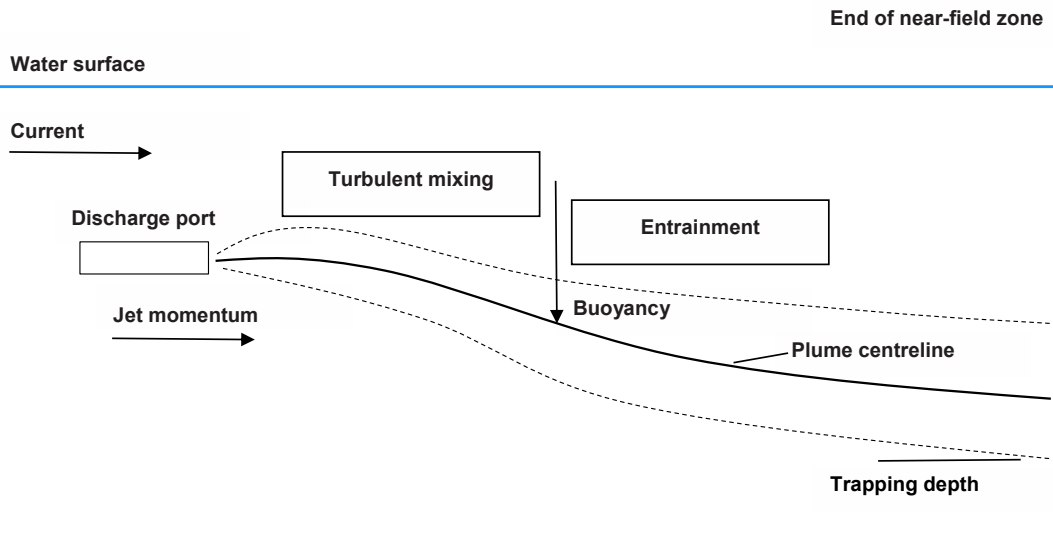 End of near-field zone
Water surface
Current
Turbulent mixing
Discharge port
Entrainment
Buoyancy
Jet momentum
Plume centreline
Trapping depth